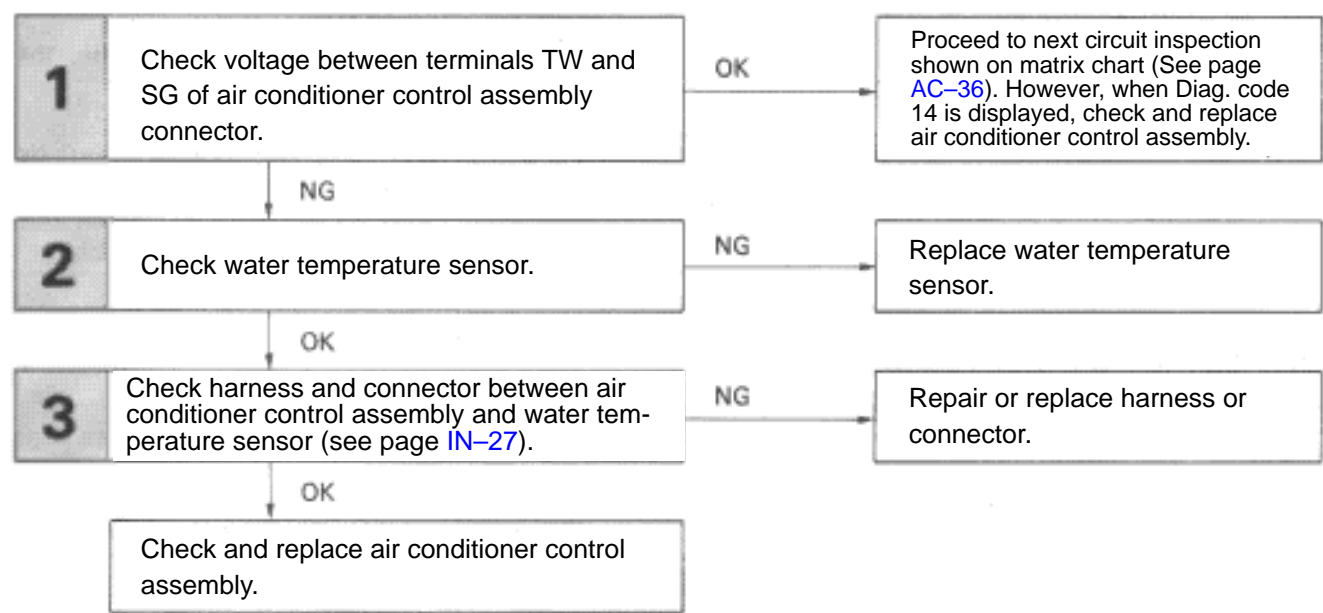 1
Check voltage between terminals TW and
SG of air conditioner control assembly
connector.
OK
Proceed to next circuit inspection
shown on matrix chart (See page
AC–36). However, when Diag. code
14 is displayed, check and replace
air conditioner control assembly.
NG
2
Check water temperature sensor.
NG
Replace water temperature
sensor.
OK
3
Check harness and connector between air
conditioner control assembly and water tem–
perature sensor (see page IN–27).
NG
Repair or replace harness or
connector.
OK
Check and replace air conditioner control
assembly.